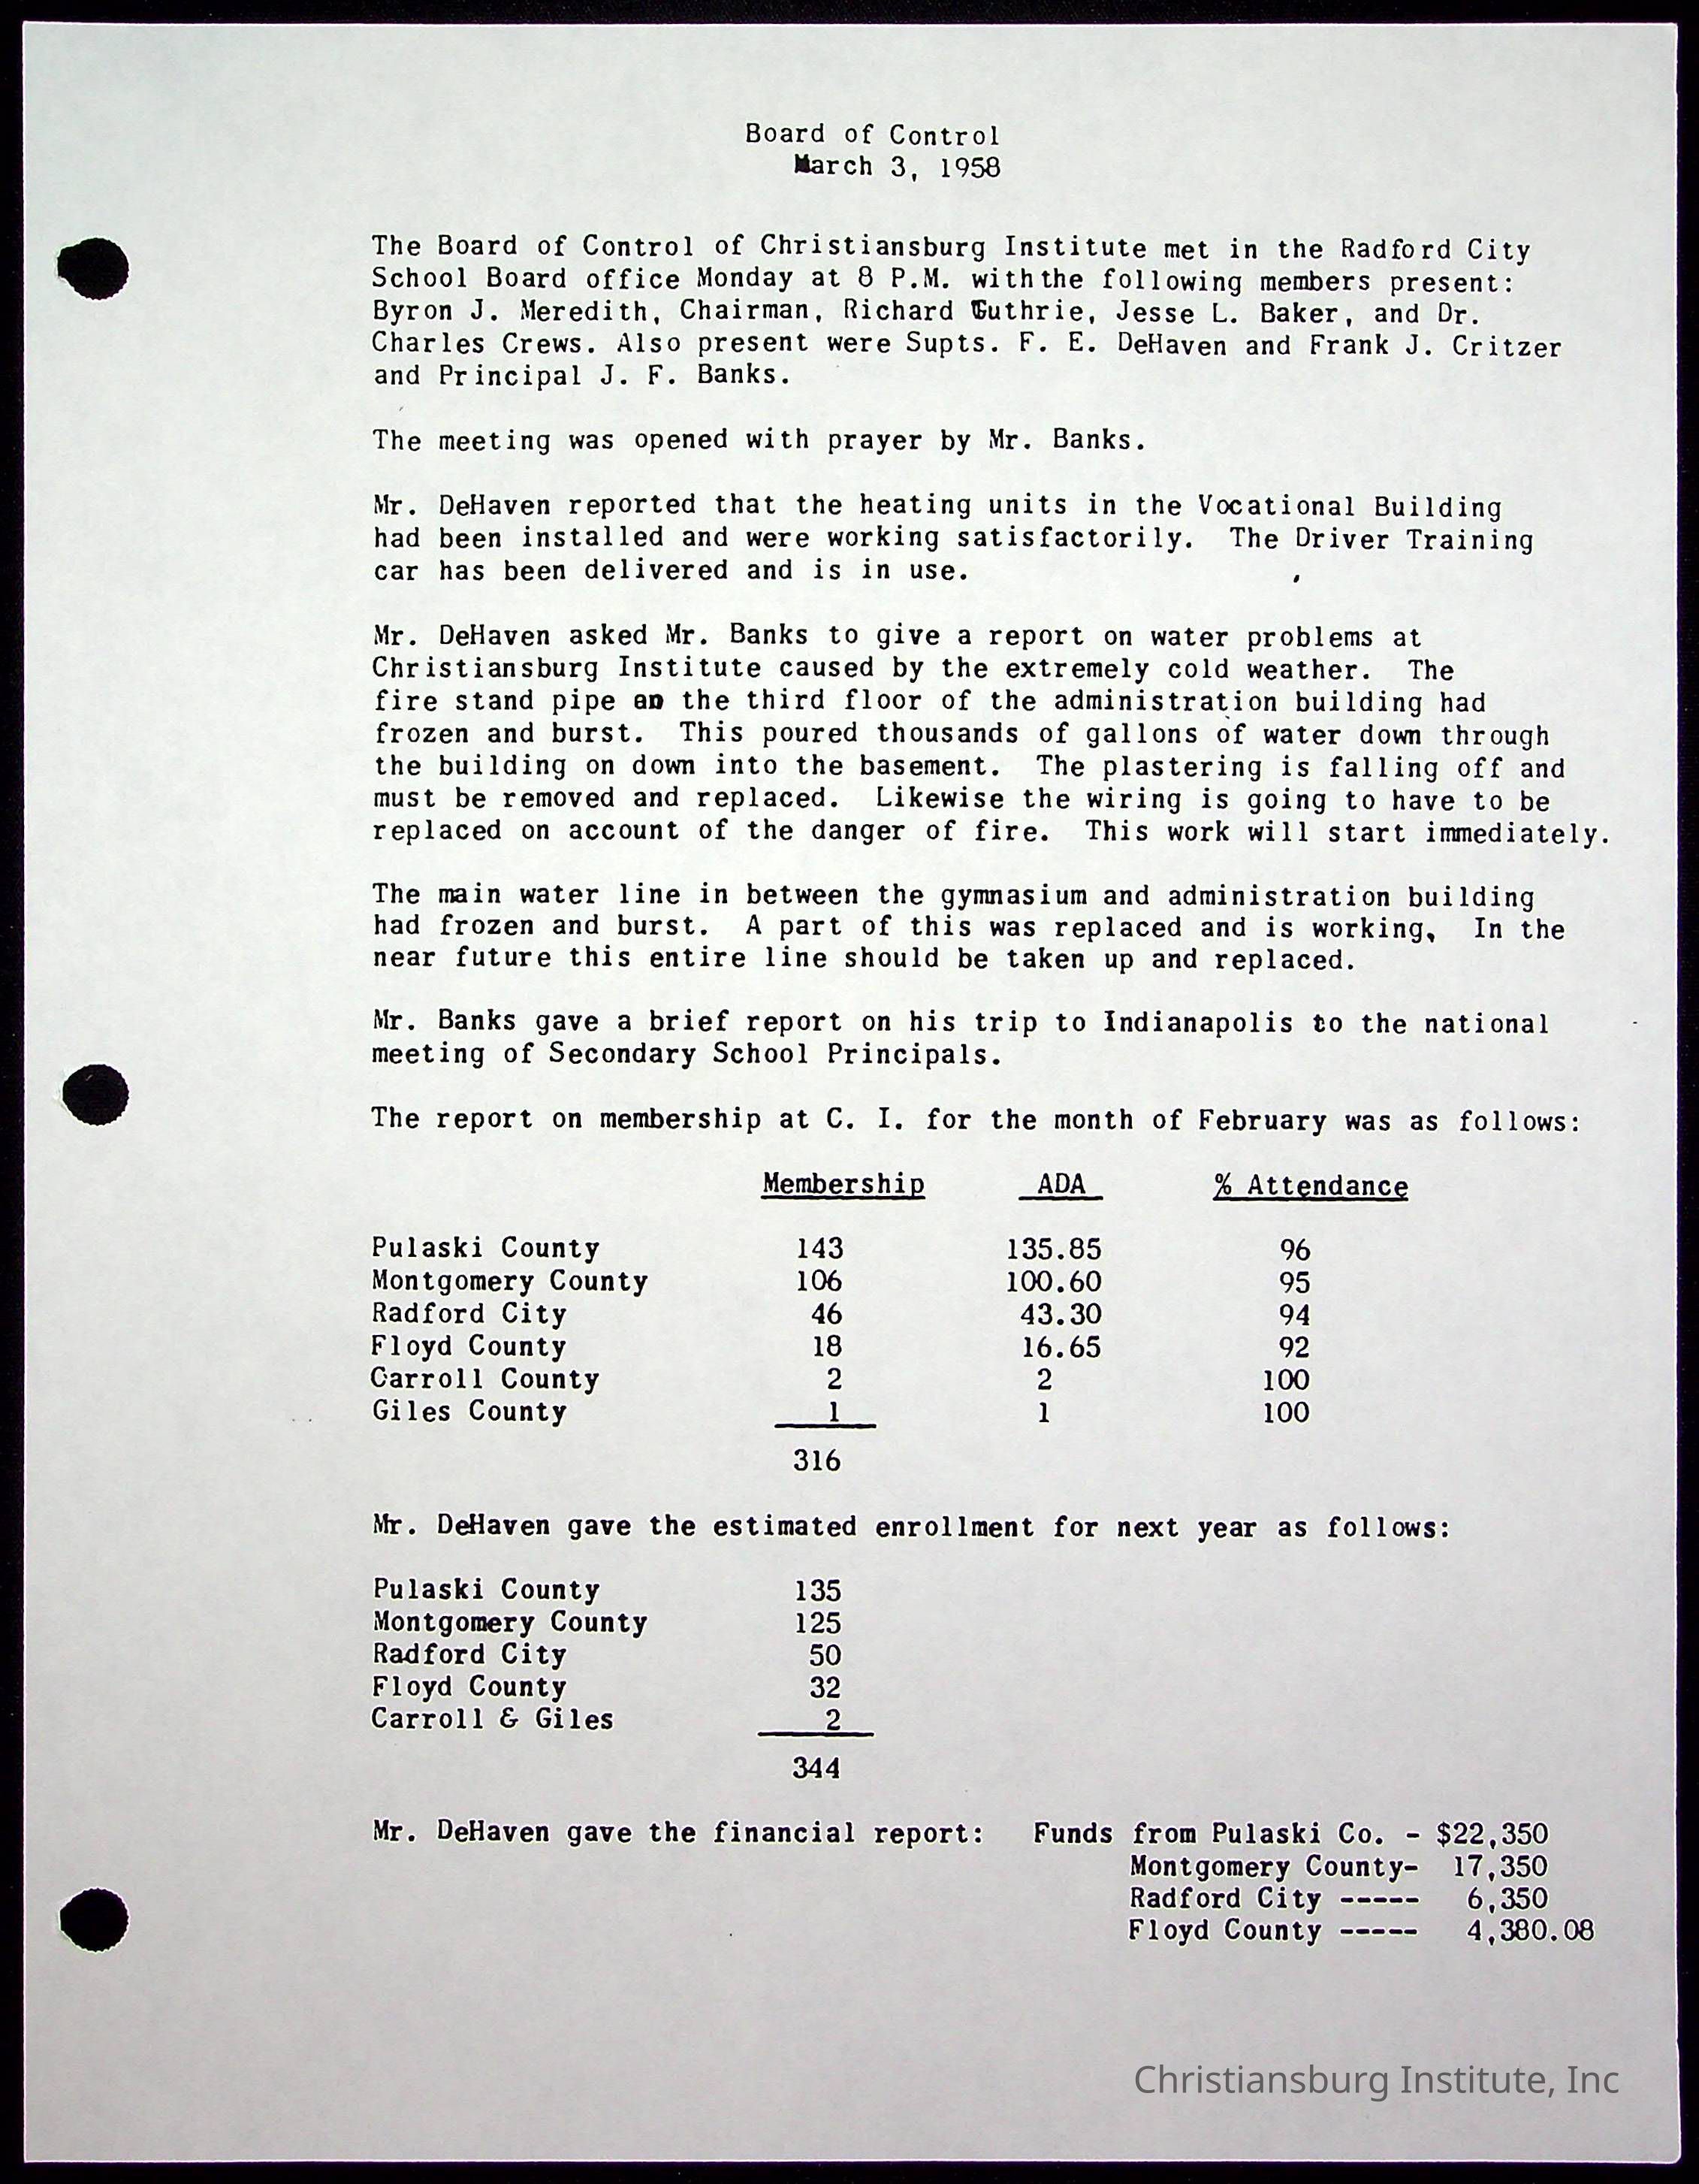 Board of Control
March 3, 1958
The Board of Control of Christiansburg Institute met in the Radford City
School Board office Monday at 8 P.M. withthe following members present:
Byron J. Meredith, Chairman, Richard Guthrie, Jesse L. Baker, and Dr.
Charles Crews. Also present were Supts. F. E. DeHaven and Frank J. Critzer
and Principal J. F. Banks.
The meeting was opened with prayer by Mr. Banks.
Mr. DeHaven reported that the heating units in the Vocational Building
had been installed and were working satisfactorily. The Driver Training
car has been delivered and is in use.
Mr. DeHaven asked Mr. Banks to give a report on water problems at
Christiansburg Institute caused by the extremely cold weather. The
fire stand pipe on the third floor of the administration building had
frozen and burst. This poured thousands of gallons of water down through
the building on down into the basement. The plastering is falling off and
must be removed and replaced. Likewise the wiring is going to have to be
replaced on account of the danger of fire. This work will start immediately.
The main water line in between the gymnasium and administration building
had frozen and burst. A part of this was replaced and is working, In the
near future this entire line should be taken up and replaced.
Mr. Banks gave a brief report on his trip to Indianapolis to the national
meeting of Secondary School Principals.
The report on membership at C. I. for the month of February was as follows:
Membership ADA % Attendance
Pulaski County 143 135.85 96
Montgomery County 106 100.60 95
Radford City 46 43.30 94
Floyd County 18 16.65 92
Carroll County 2 2 100
Giles County 1 1 100
316
Mr. DeHaven gave the estimated enrollment for next year as follows:
Pulaski County 135
Montgomery County 125
Radford City 50
Floyd County 32
Carroll & Giles 2
344
Mr. DeHaven gave the financial report: Funds from Pulaski Co. - $22,350
Montgomery County- 17,350
Radford City ----- 6,350
Floyd County ----- 4,380.08
Christiansburg Institute, Inc